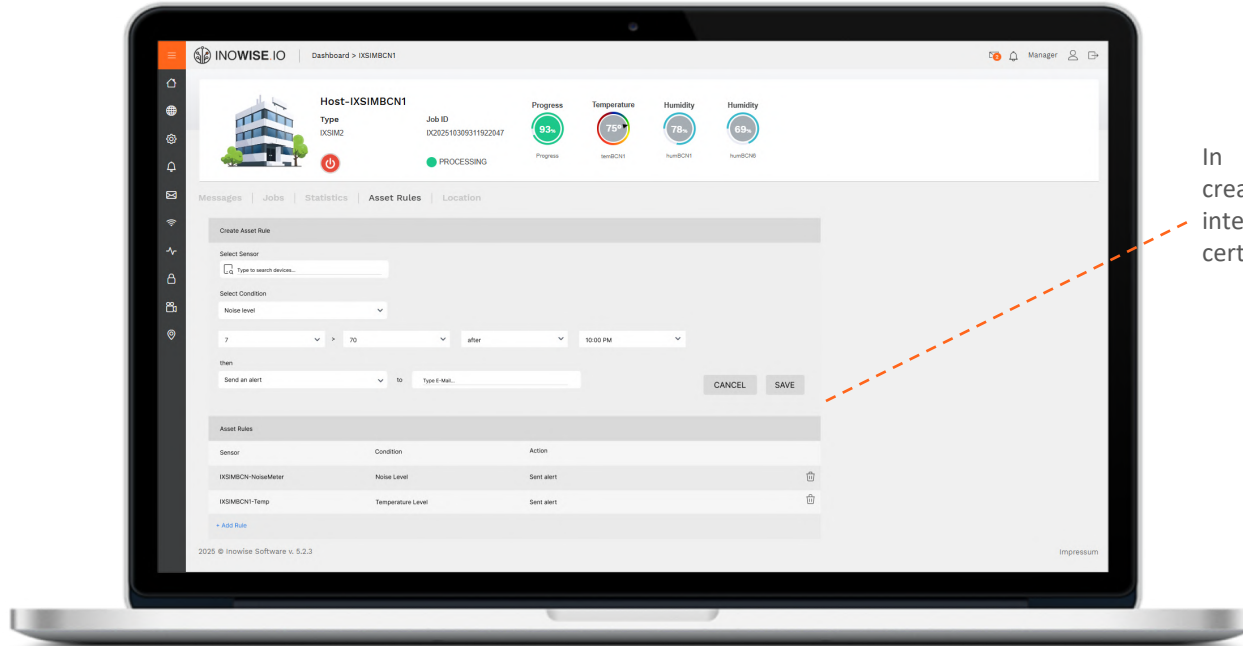 INOWISE.IO
Dashboard > IXSIMBCN1
3
Manager
Host-IXSIMBCN1
Type
Job ID
IXSIM2
IX202510309311922047
PROCESSING
Progress
Temperature
Humidity
Humidity
93%
75°
78%
69%
Progress
temBCN1
humBCN1
humBCN6
Messages | Jobs | Statistics | Asset Rules | Location
Create Asset Rule
Select Sensor
Type to search devices...
Select Condition
Noise level
7 > 70 after 10:00 PM
then
Send an alert to Type E-Mail...
CANCEL SAVE
Asset Rules
Sensor Condition Action
IXSIMBCN-NoiseMeter Noise Level Sent alert
IXSIMBCN1-Temp Temperature Level Sent alert
+ Add Rule
2025 © Inowise Software v. 5.2.3
Impressum
In